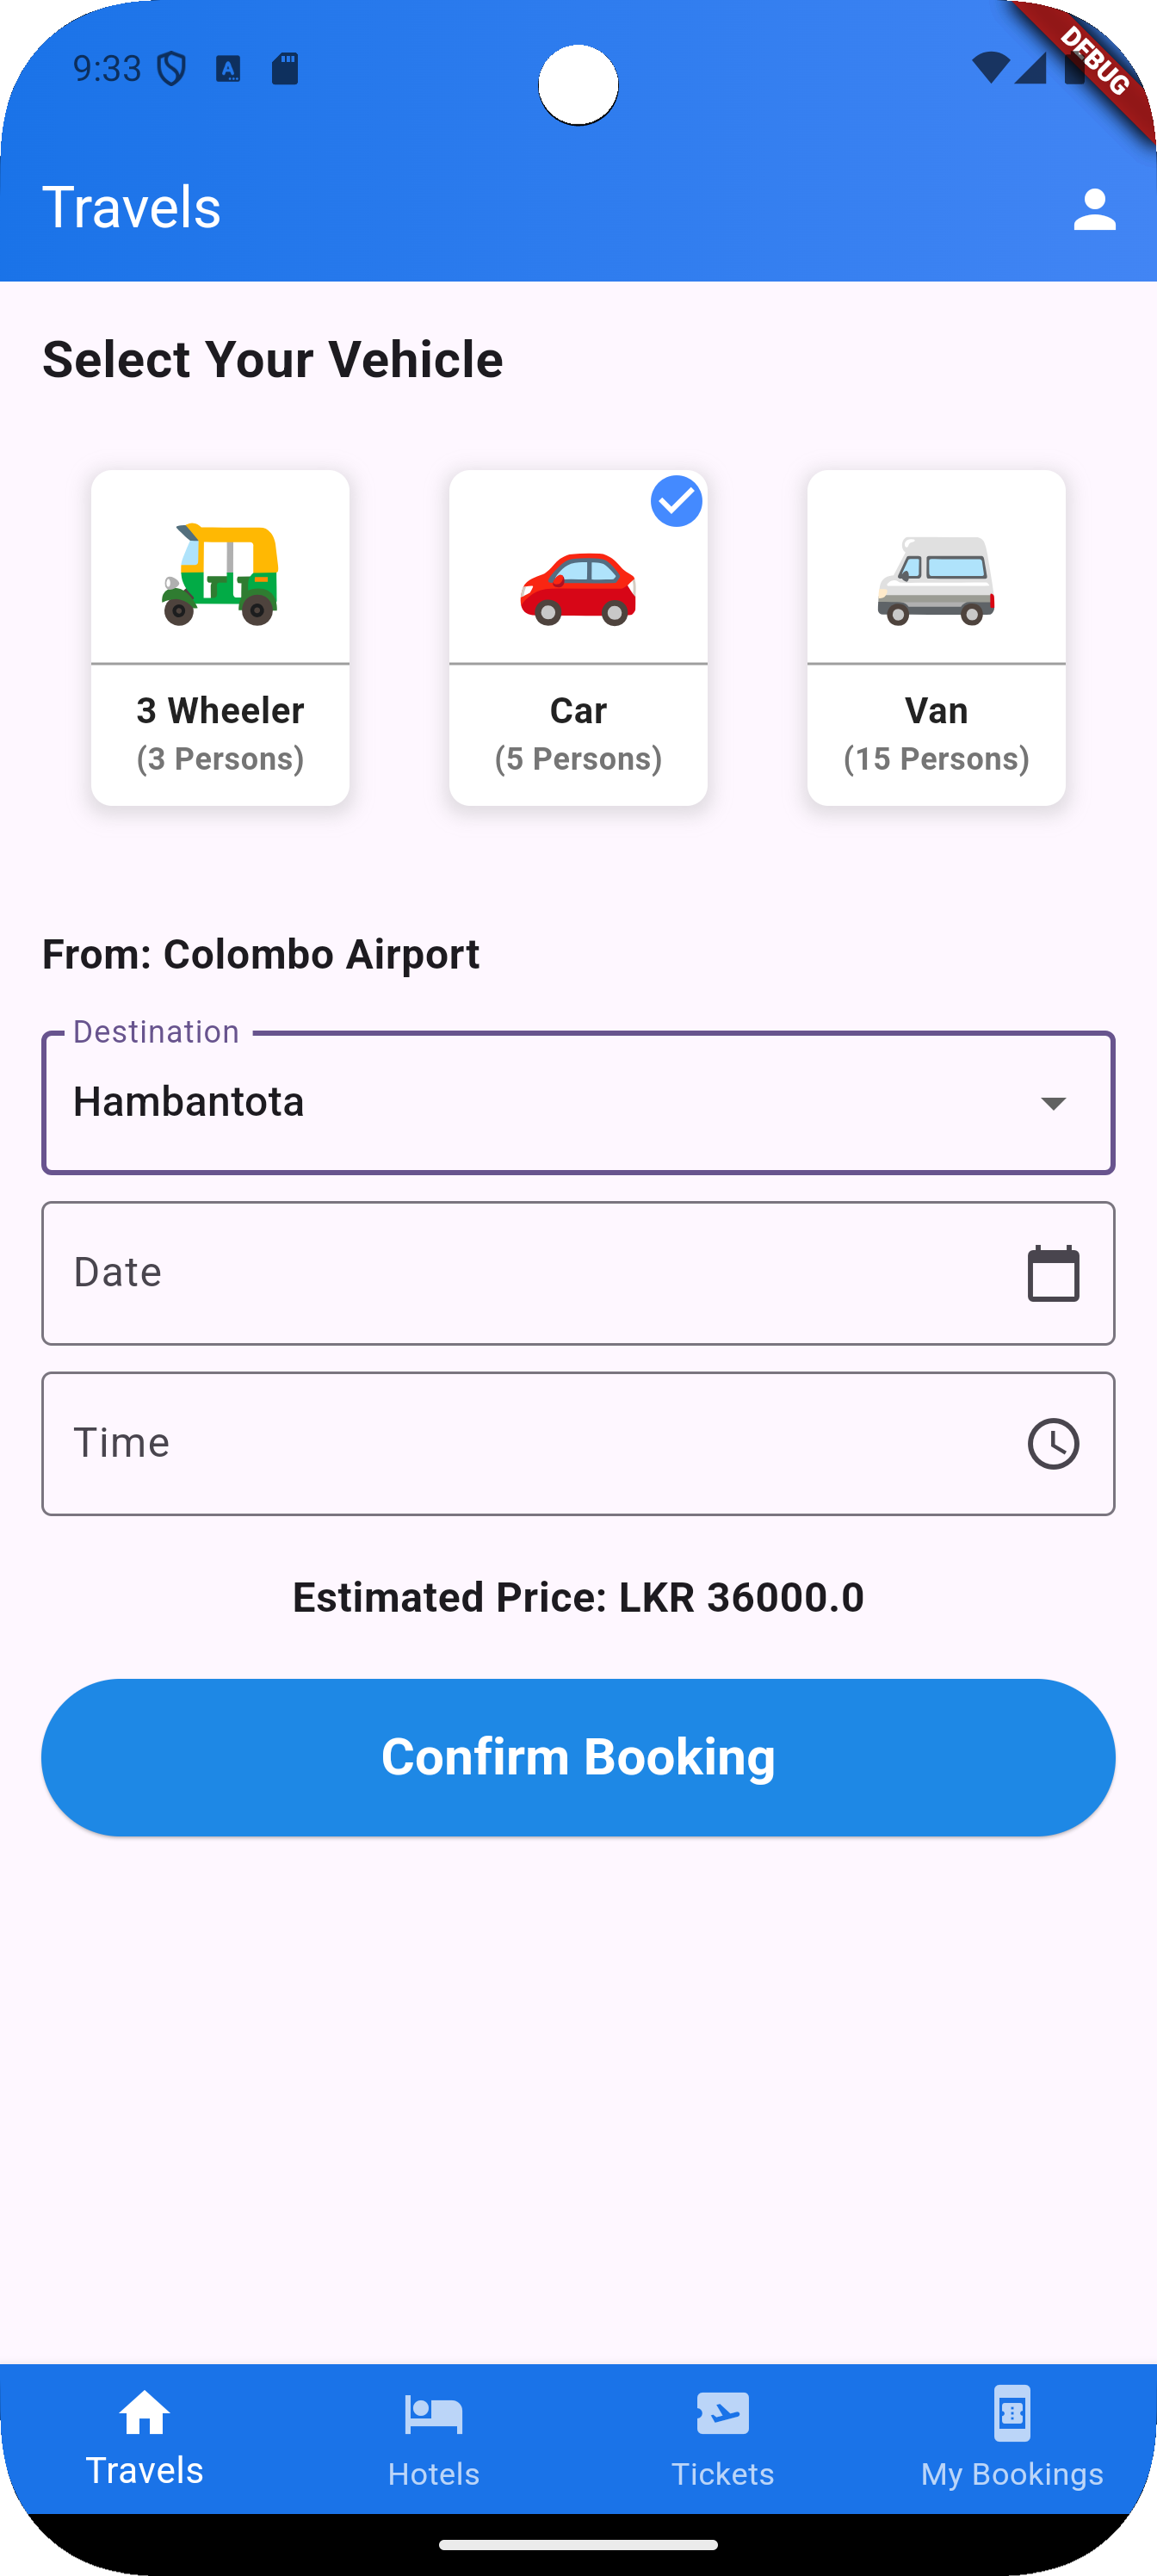 9:33
A
DEBUG
Travels
Select Your Vehicle
3 Wheeler
(3 Persons)
Car
(5 Persons)
Van
(15 Persons)
From: Colombo Airport
Destination
Hambantota
Date
Time
Estimated Price: LKR 36000.0
Confirm Booking
Travels
Hotels
Tickets
My Bookings